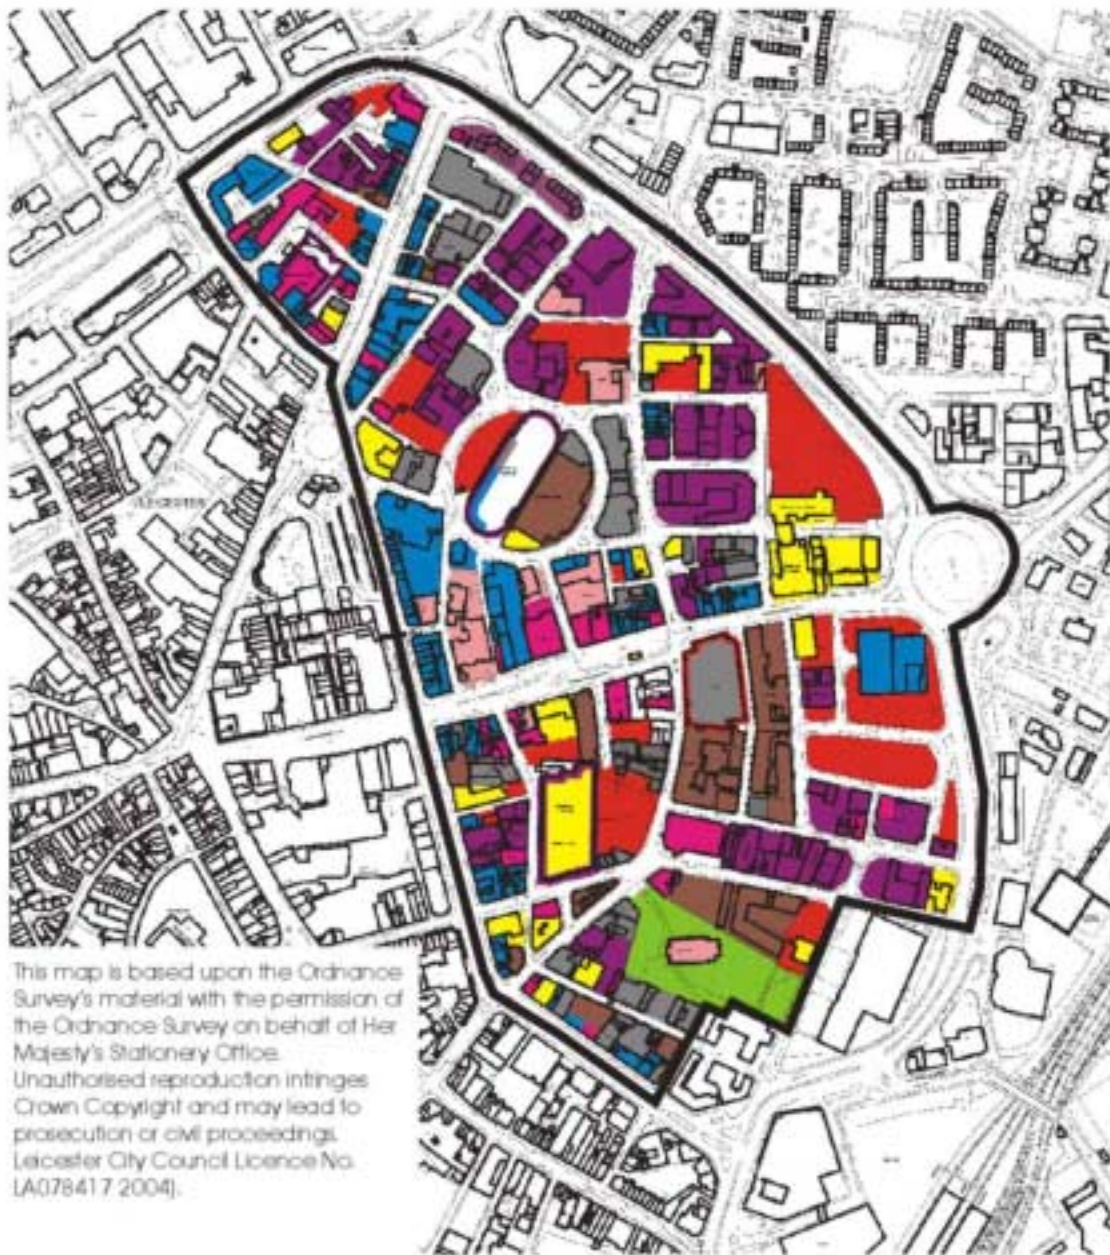 LEICESTER
This map is based upon the Ordnance
Survey's material with the permission of
the Ordnance Survey on behalf of Her
Majesty's Stationery Office.
Unauthorised reproduction infringes
Crown Copyright and may lead to
prosecution or civil proceedings.
Leicester City Council Licence No.
LA078417 2004).